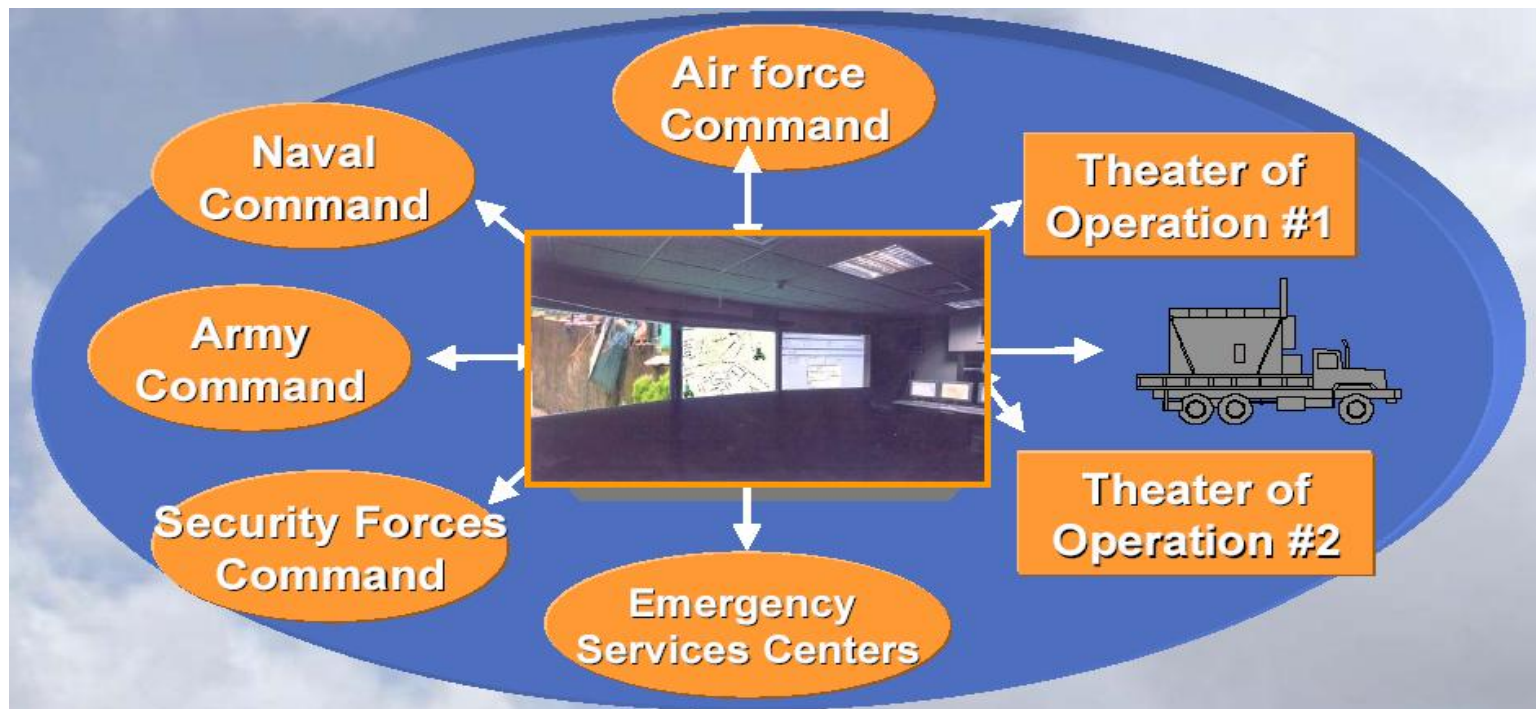 Air force
Command
Naval
Command
Theater of
Operation #1
Army
Command
Security Forces
Command
Theater of
Operation #2
Emergency
Services Centers